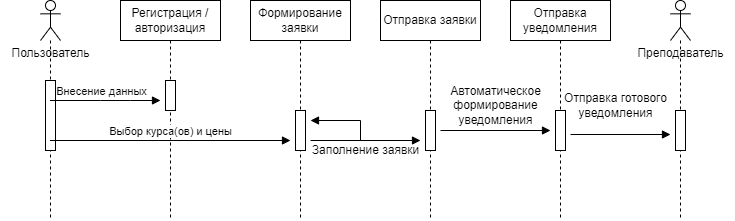 Регистрация /
авторизация
Формирование
заявки
Отправка заявки
Отправка
уведомления
Пользователь
Преподаватель
Внесение данных
Автоматическое
формирование
уведомления
Отправка готового
уведомления
Выбор курса(ов) и цены
Заполнение заявки